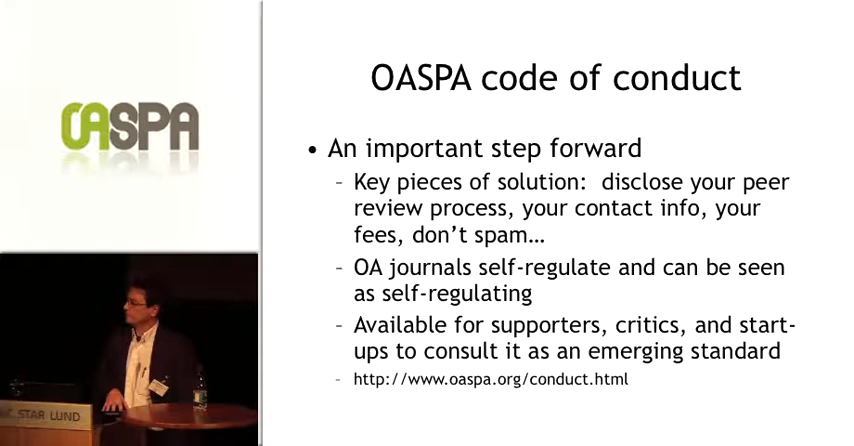 OASPA
OASPA code of conduct
• An important step forward
- Key pieces of solution:  disclose your peer
review process, your contact info, your
fees, don't spam…
- OA journals self-regulate and can be seen
as self-regulating
- Available for supporters, critics, and start-
ups to consult it as an emerging standard
- http://www.oaspa.org/conduct.html
STAR LUND